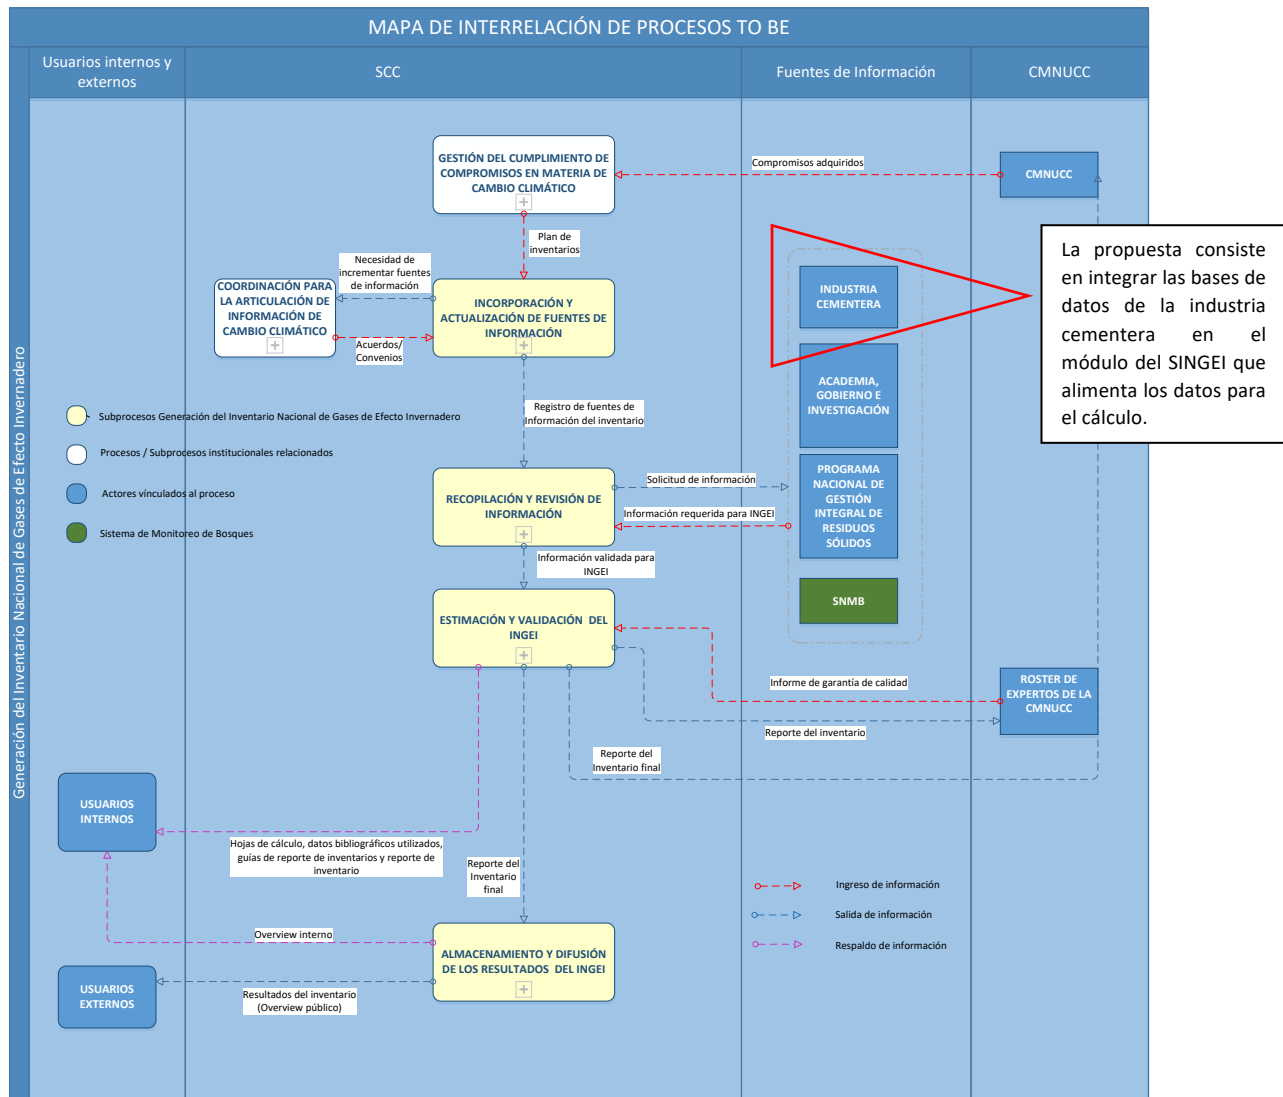 MAPA DE INTERRELACIÓN DE PROCESOS TO BE
Usuarios internos y
externos
SCC
Fuentes de Información
CMNUCC
Generación del Inventario Nacional de Gases de Efecto Invernadero
GESTIÓN DEL CUMPLIMIENTO DE
COMPROMISOS EN MATERIA DE
CAMBIO CLIMÁTICO
Compromisos adquiridos
CMNUCC
Plan de
inventarios
Necesidad de
incrementar fuentes
de información
COORDINACIÓN PARA
LA ARTICULACIÓN DE
INFORMACIÓN DE
CAMBIO CLIMÁTICO
Acuerdos/
Convenios
INCORPORACIÓN Y
ACTUALIZACIÓN DE FUENTES DE
INFORMACIÓN
INDUSTRIA
CEMENTERA
La propuesta consiste
en integrar las bases de
datos de la industria
cementera en el
módulo del SINGEI que
alimenta los datos para
el cálculo.
ACADEMIA,
GOBIERNO E
INVESTIGACIÓN
Subprocesos Generación del Inventario Nacional de Gases de Efecto Invernadero
Procesos / Subprocesos institucionales relacionados
Actores vínculados al proceso
Sistema de Monitoreo de Bosques
Registro de fuentes de
Información del inventario
RECOPILACIÓN Y REVISIÓN DE
INFORMACIÓN
Solicitud de información
Información requerida para INGEI
PROGRAMA
NACIONAL DE
GESTIÓN
INTEGRAL DE
RESIDUOS
SÓLIDOS
Información validada para
INGEI
SNMB
ESTIMACIÓN Y VALIDACIÓN DEL
INGEI
Informe de garantía de calidad
ROSTER DE
EXPERTOS DE LA
CMNUCC
Reporte del inventario
Reporte del
Inventario final
USUARIOS
INTERNOS
Hojas de cálculo, datos bibliográficos utilizados,
guías de reporte de inventarios y reporte de
inventario
Reporte del
Inventario
final
Ingreso de información
Salida de información
Respaldo de información
Overview interno
ALMACENAMIENTO Y DIFUSIÓN
DE LOS RESULTADOS DEL INGEI
USUARIOS
EXTERNOS
Resultados del inventario
(Overview público)